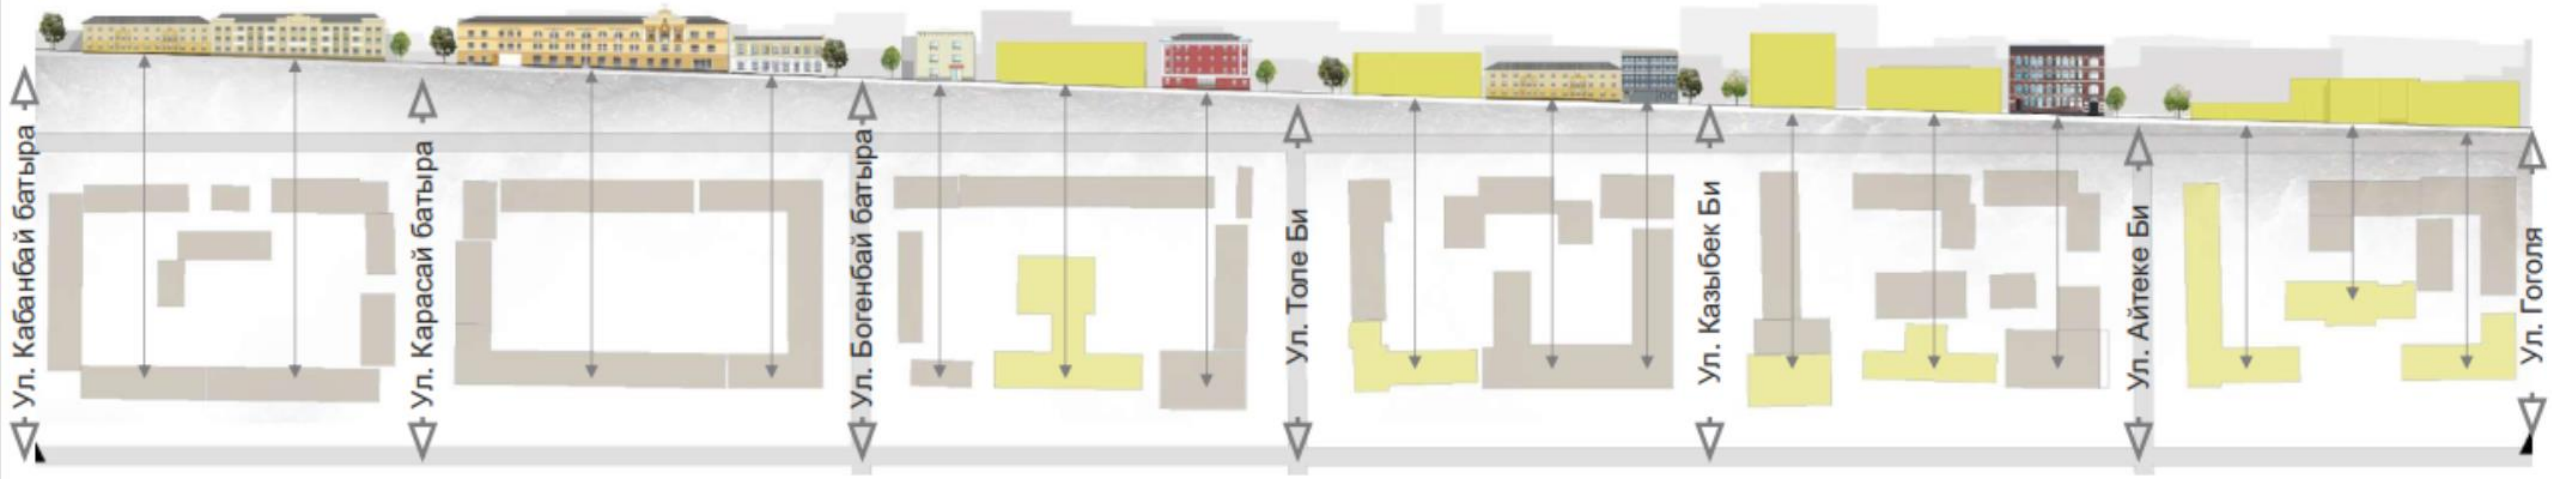 Ул. Кабанбай батыра
Ул. Карасай батыра
Ул. Богенбай батыра
Ул. Толе Би
Ул. Казыбек Би
Ул. Айтеке Би
Ул. Гоголя